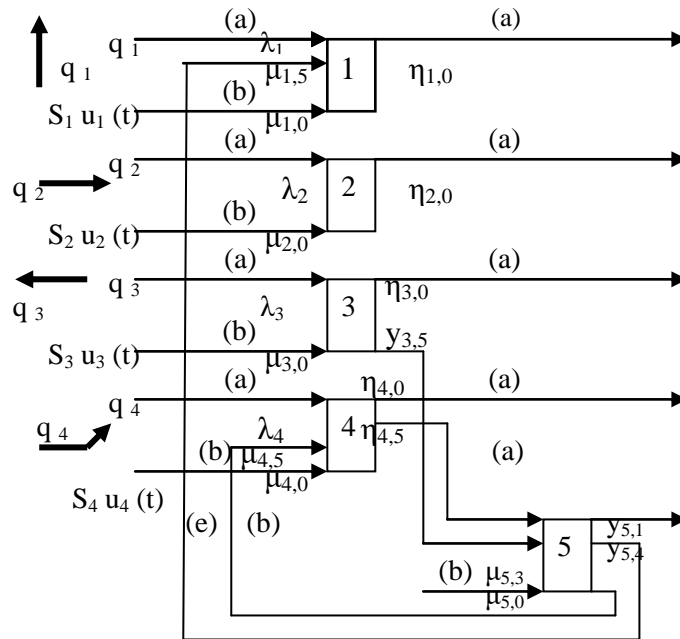 (a) (a)
q 1 λ1
q 1 μ1,5 1 η1,0
(b)
S1 u1 (t) μ1,0
(a) (a)
q 2
q 2 λ2 2 η2,0
(b)
S2 u2 (t) μ2,0
(a) (a)
q 3 η3,0
q 3 λ3 3
(b) y3,5
S3 u3 (t) μ3,0
(a) η4,0 (a)
q 4
q 4 λ4 4 η4,5
(b) μ4,5 (a)
μ4,0
S4 u4 (t)
(e) (b) y5,1
5 y5,4
(b) μ5,3
μ5,0